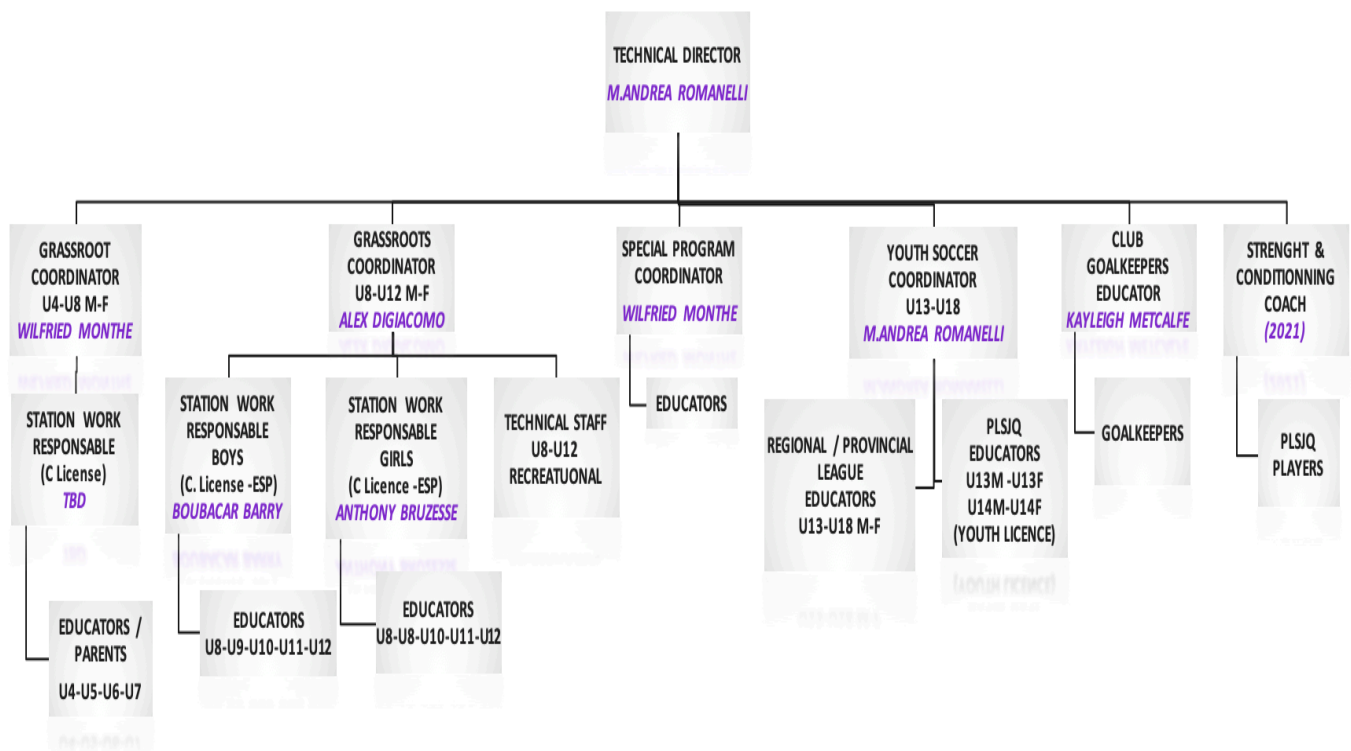 TECHNICAL DIRECTOR
M.ANDREA ROMANELLI
GRASSROOT
COORDINATOR
U4-U8 M-F
WILFRIED MONTHE
GRASSROOTS
COORDINATOR
U8-U12 M-F
ALEX DIGIACOMO
SPECIAL PROGRAM
COORDINATOR
WILFRIED MONTHE
YOUTH SOCCER
COORDINATOR
U13-U18
M.ANDREA ROMANELLI
CLUB
GOALKEEPERS
EDUCATOR
KAYLEIGH METCALFE
STRENGHT &
CONDITIONNING
COACH
(2021)
STATION WORK
RESPONSABLE
(C License)
TBD
STATION WORK
RESPONSABLE
BOYS
(C. License -ESP)
BOUBACAR BARRY
STATION WORK
RESPONSABLE
GIRLS
(C Licence -ESP)
ANTHONY BRUZESSE
TECHNICAL STAFF
U8-U12
RECREATUONAL
EDUCATORS
REGIONAL / PROVINCIAL
LEAGUE
EDUCATORS
U13-U18 M-F
PLSJQ
EDUCATORS
U13M -U13F
U14M-U14F
(YOUTH LICENCE)
GOALKEEPERS
PLSJQ
PLAYERS
EDUCATORS /
PARENTS
U4-U5-U6-U7
EDUCATORS
U8-U9-U10-U11-U12
EDUCATORS
U8-U8-U10-U11-U12